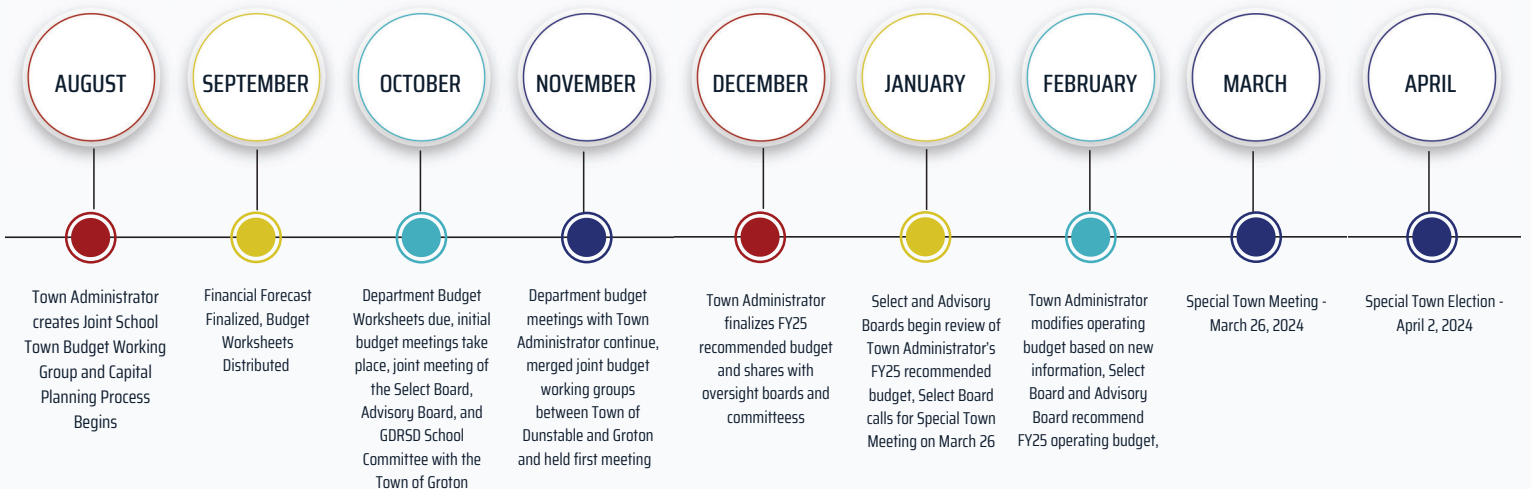 AUGUST
Town Administrator
creates Joint School
Town Budget Working
Group and Capital
Planning Process
Begins
SEPTEMBER
Financial Forecast
Finalized, Budget
Worksheets
Distributed
OCTOBER
Department Budget
Worksheets due, initial
budget meetings take
place, joint meeting of
the Select Board,
Advisory Board, and
GDRSD School
Committee with the
Town of Groton
NOVEMBER
Department budget
meetings with Town
Administrator continue,
merged joint budget
working groups
between Town of
Dunstable and Groton
and held first meeting
DECEMBER
Town Administrator
finalizes FY25
recommended budget
and shares with
oversight boards and
committeess
JANUARY
Select and Advisory
Boards begin review of
Town Administrator's
FY25 recommended
budget, Select Board
calls for Special Town
Meeting on March 26
FEBRUARY
Town Administrator
modifies operating
budget based on new
information, Select
Board and Advisory
Board recommend
FY25 operating budget,
MARCH
Special Town Meeting -
March 26, 2024
APRIL
Special Town Election -
April 2, 2024